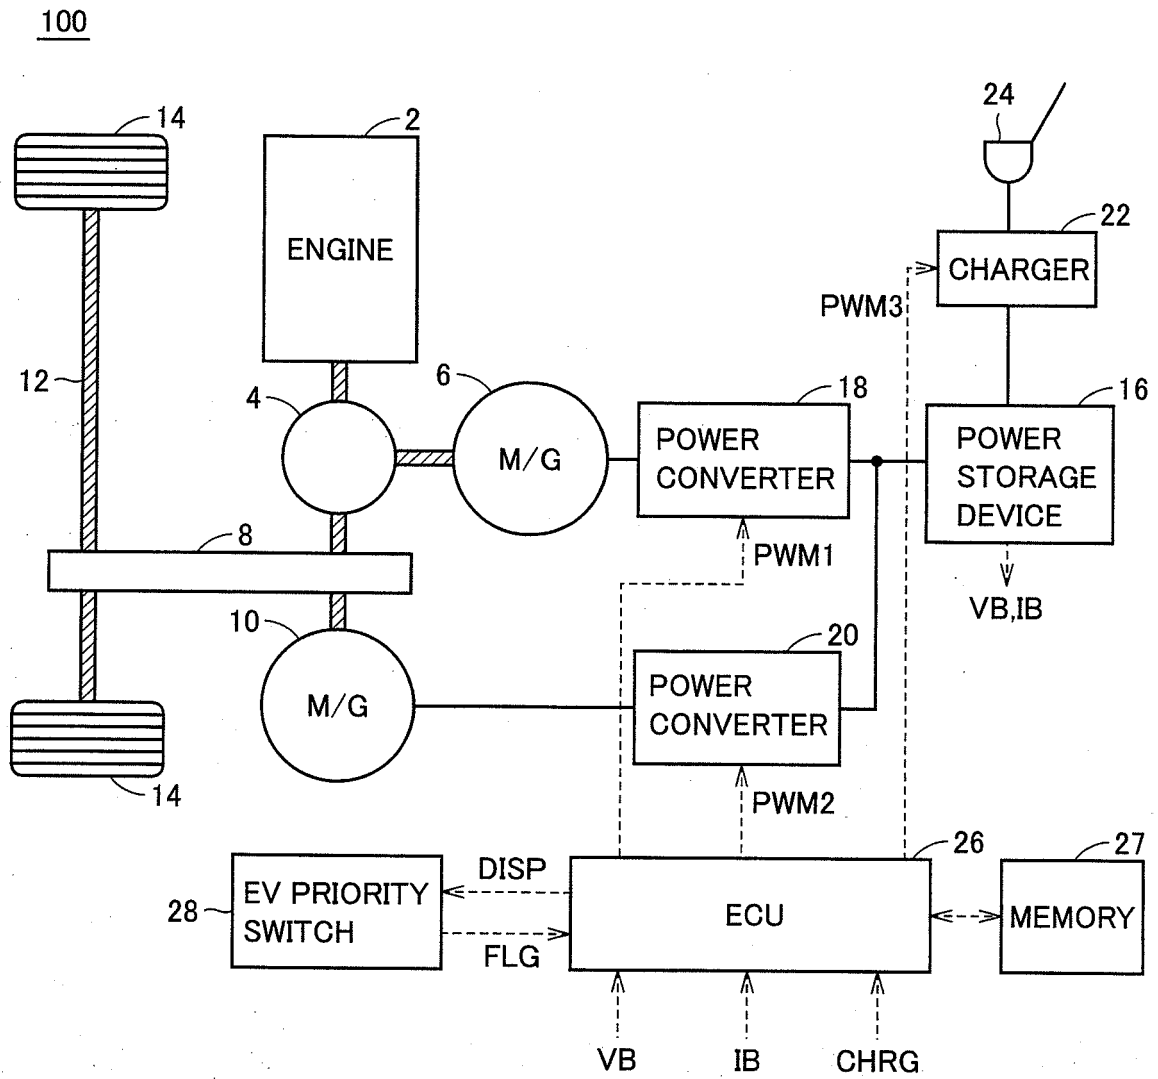 100
14
2
24
ENGINE
22
CHARGER
PWM3
12
6
4
18
16
M/G
POWER
CONVERTER
POWER
STORAGE
DEVICE
8
PWM1
VB,IB
10
20
M/G
POWER
CONVERTER
14
PWM2
26
27
28
EV PRIORITY
SWITCH
DISP
FLG
ECU
MEMORY
VB
IB
CHRG